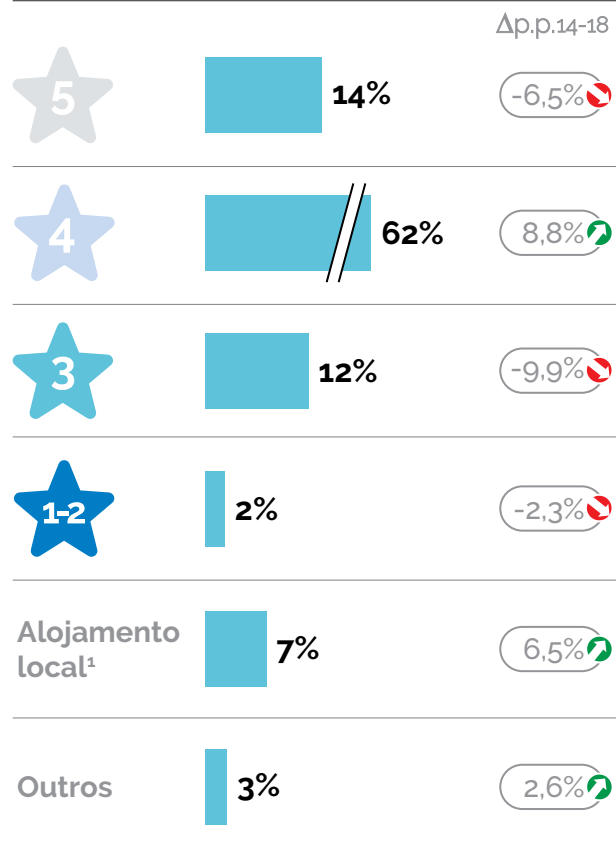 Δp.p.14-18
5 14% -6,5%
4 62% 8,8%
3 12% -9,9%
1-2 2% -2,3%
Alojamento
local¹ 7% 6,5%
Outros 3% 2,6%